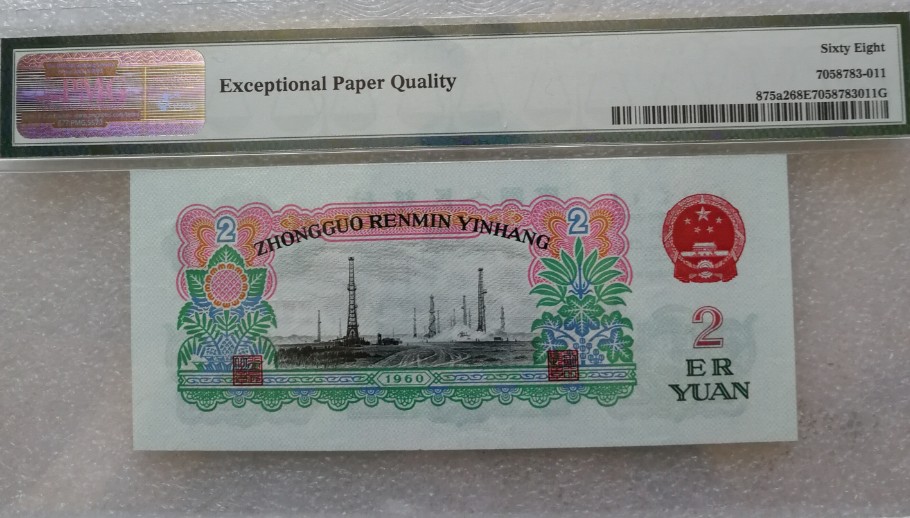 Exceptional Paper Quality
Sixty Eight
7058783-011
875a268E7058783011G
2
2
ZHONGGUO RENMIN YINHANG
1960
2
ER
YUAN